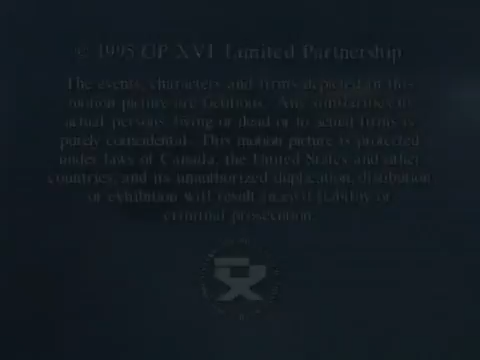 © 1995 GP XVI Limited Partnership
The events, characters and firms depicted in this
motion picture are fictitious. Any similarities to
actual persons, living or dead or to actual firms is
purely coincidental. This motion picture is protected
under laws of Canada, the United States and other
countries, and its unauthorized duplication, distibution
or exhibition will result in civil liability or
criminal prosecution.